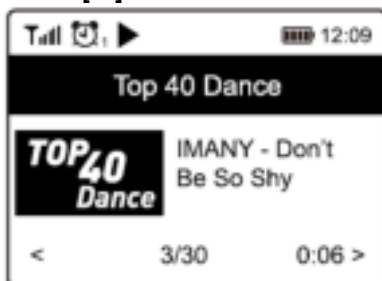 12:09
Top 40 Dance
TOP 40
Dance
IMANY - Don't
Be So Shy
< 3/30 0:06 >